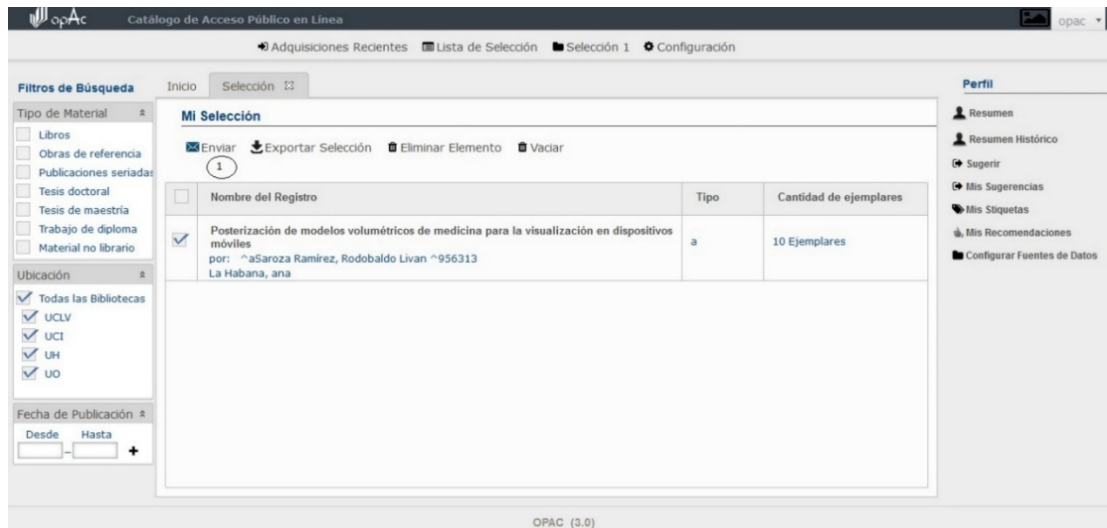 opAc
Catálogo de Acceso Público en Línea
opac
Adquisiciones Recientes Lista de Selección Selección 1 Configuración
Filtros de Búsqueda
Tipo de Material
Libros
Obras de referencia
Publicaciones seriadas
Tesis doctoral
Tesis de maestría
Trabajo de diploma
Material no librario
Ubicación
Todas las Bibliotecas
UCLV
UCI
UH
UO
Fecha de Publicación
Desde Hasta
–
Inicio Selección
Mi Selección
Enviar Exportar Selección Eliminar Elemento Vaciar
1
Nombre del Registro Tipo Cantidad de ejemplares
Posterización de modelos volumétricos de medicina para la visualización en dispositivos
móviles
por: ^aSaroza Ramírez, Rodobaldo Livan ^956313
La Habana, ana
a
10 Ejemplares
Perfil
Resumen
Resumen Histórico
Sugerir
Mis Sugerencias
Mis Stiquetas
Mis Recomendaciones
Configurar Fuentes de Datos
OPAC (3.0)